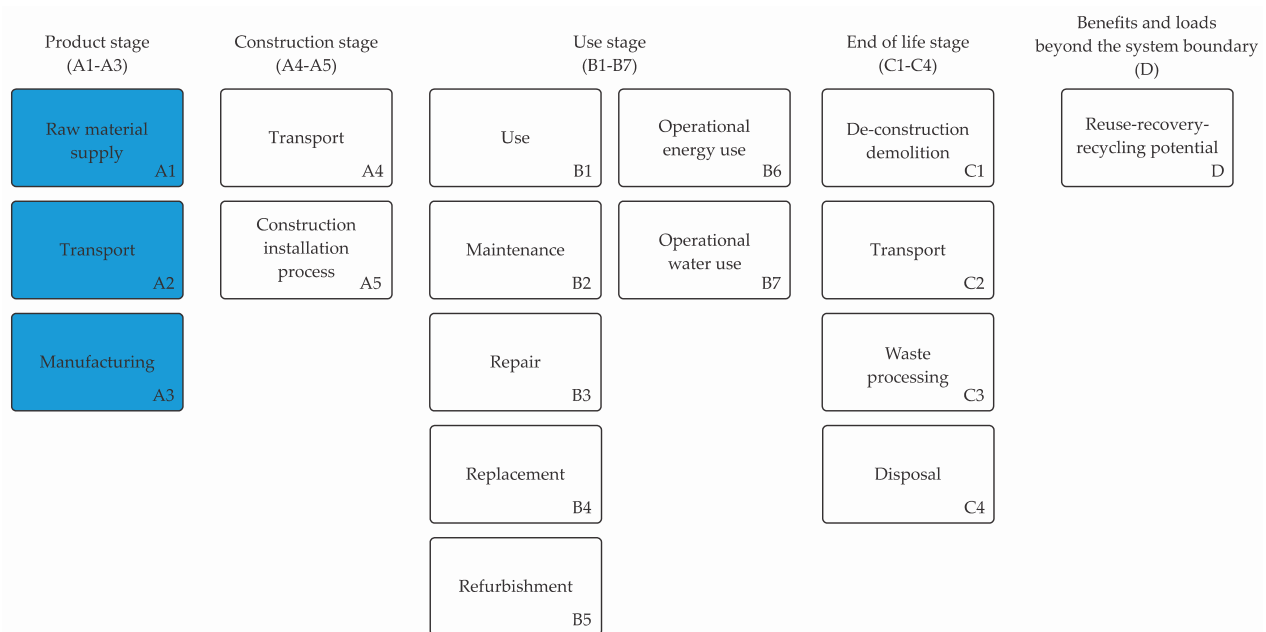 Product stage
(A1-A3)
Construction stage
(A4-A5)
Use stage
(B1-B7)
End of life stage
(C1-C4)
Benefits and loads
beyond the system boundary
(D)
Raw material
supply
A1
Transport
A2
Manufacturing
A3
Transport
A4
Construction
installation
process
A5
Use
B1
Maintenance
B2
Repair
B3
Replacement
B4
Refurbishment
B5
Operational
energy use
B6
Operational
water use
B7
De-construction
demolition
C1
Transport
C2
Waste
processing
C3
Disposal
C4
Reuse-recovery-
recycling potential
D